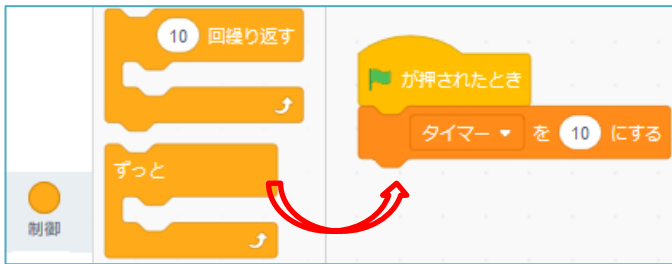 10 回繰り返す
ずっと
制御
が押されたとき
タイマー を 10 にする